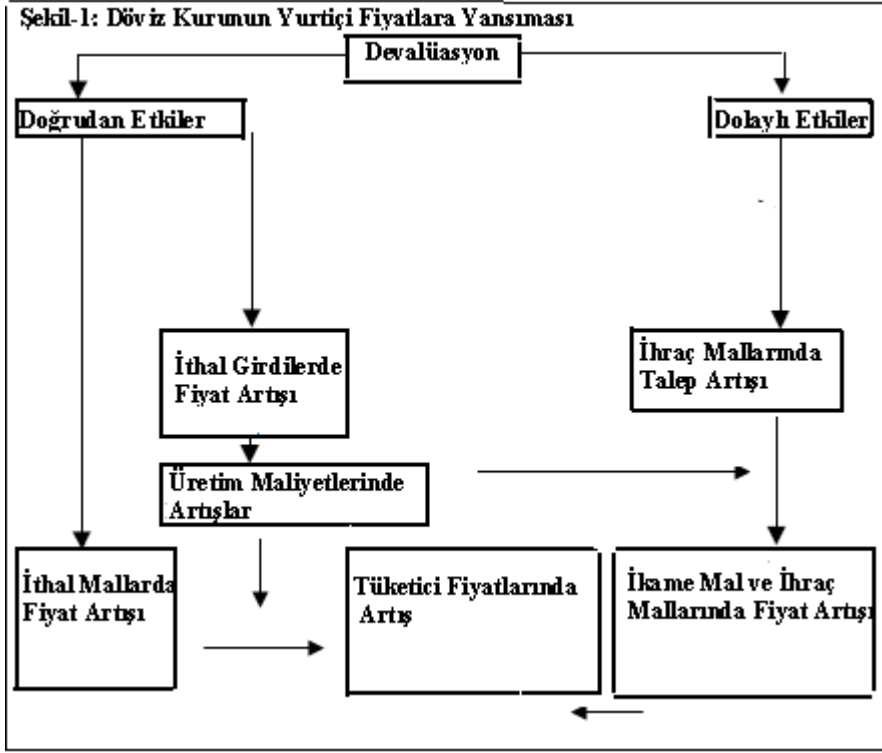 Şekil-1: Döviz Kurunun Yurtiçi Fiyatlara Yansıması
Devalüasyon
Doğrudan Etkiler
Dolaylı Etkiler
İthal Girdilerde
Fiyat Artışı
İhraç Mallarında
Talep Artışı
Üretim Maliyetlerinde
Artışlar
İthal Mallarda
Fiyat Artışı
Tüketici Fiyatlarında
Artış
İkame Mal ve İhraç
Mallarında Fiyat Artışı